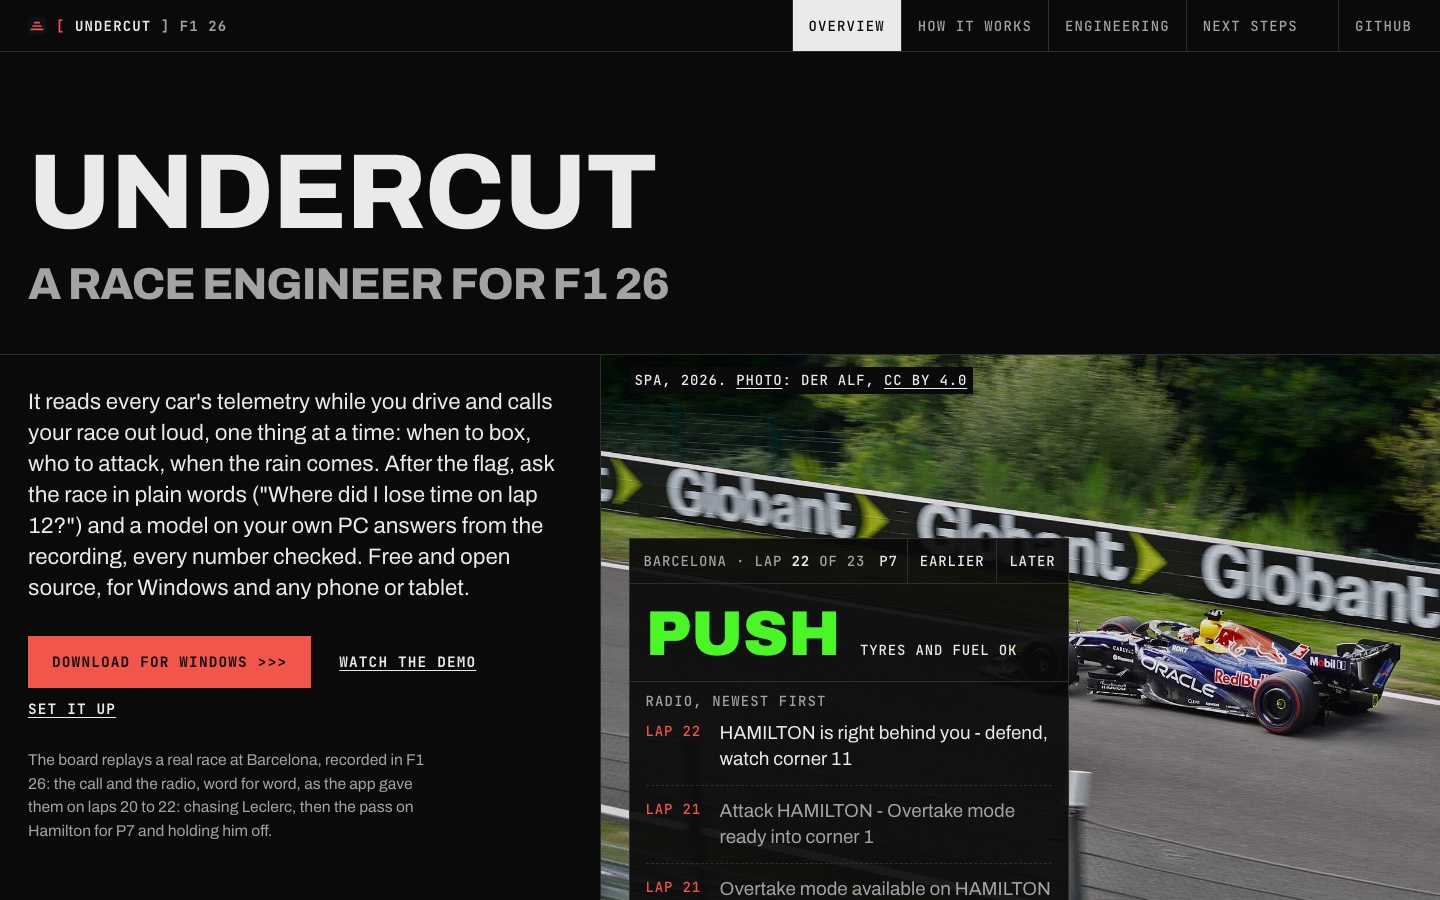 [ UNDERCUT ] F1 26
OVERVIEW
HOW IT WORKS
ENGINEERING
NEXT STEPS
GITHUB
UNDERCUT
A RACE ENGINEER FOR F1 26
It reads every car's telemetry while you drive and calls
your race out loud, one thing at a time: when to box,
who to attack, when the rain comes. After the flag, ask
the race in plain words ("Where did I lose time on lap
12?") and a model on your own PC answers from the
recording, every number checked. Free and open
source, for Windows and any phone or tablet.
DOWNLOAD FOR WINDOWS >>>
WATCH THE DEMO
SET IT UP
The board replays a real race at Barcelona, recorded in F1
26: the call and the radio, word for word, as the app gave
them on laps 20 to 22: chasing Leclerc, then the pass on
Hamilton for P7 and holding him off.
SPA, 2026. PHOTO: DER ALF, CC BY 4.0
Globant
Globant
Globant
BARCELONA · LAP 22 OF 23 P7
EARLIER
LATER
PUSH
TYRES AND FUEL OK
RADIO, NEWEST FIRST
LAP 22 HAMILTON is right behind you - defend,
watch corner 11
LAP 21 Attack HAMILTON - Overtake mode
ready into corner 1
LAP 21 Overtake mode available on HAMILTON
ORACLE
Red Bull
Mobil 1
Indeed